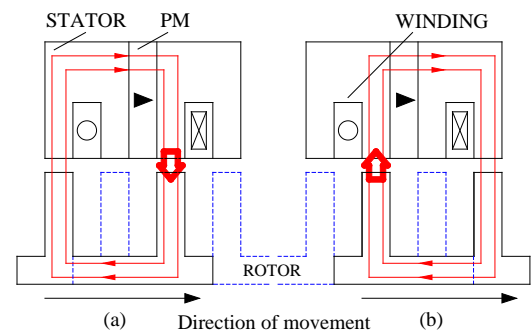 STATOR PM WINDING
ROTOR
(a) Direction of movement (b)